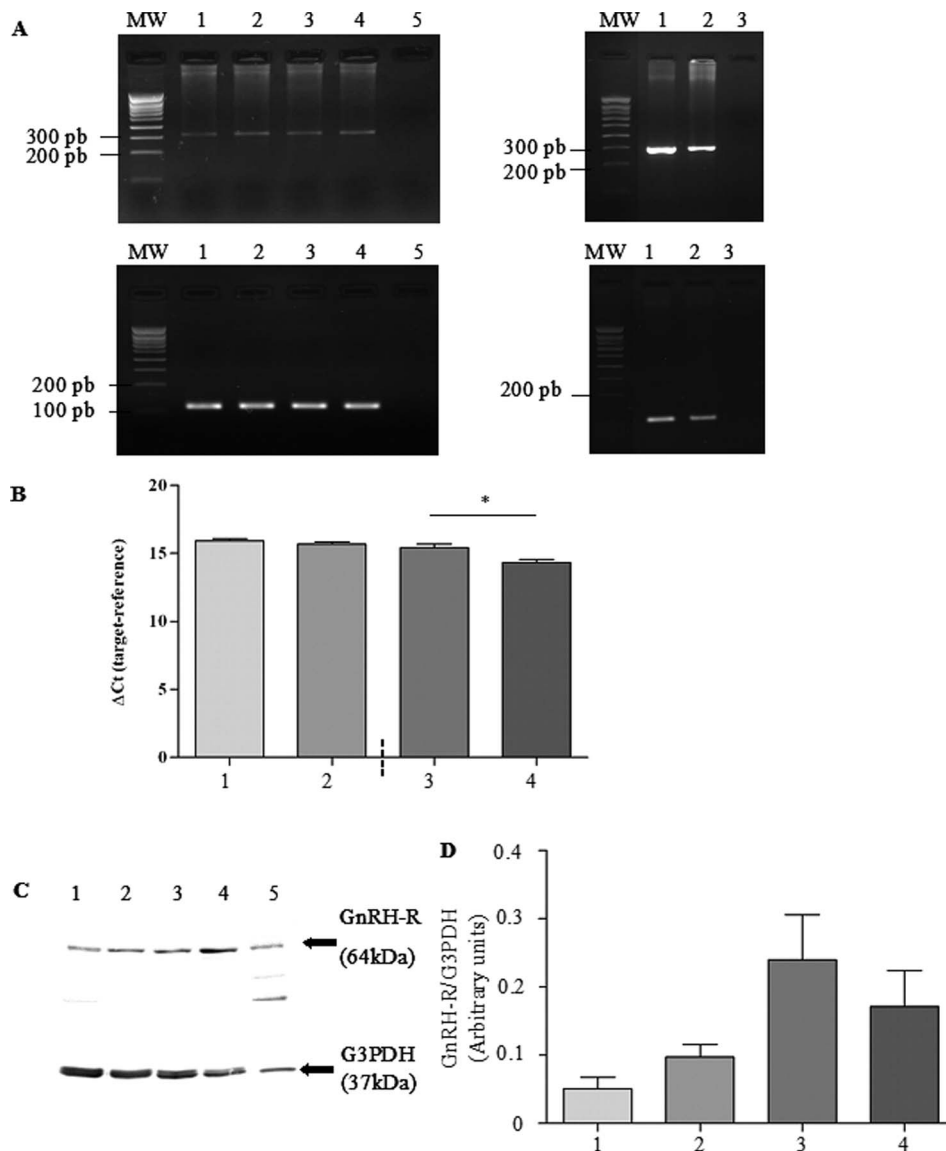 A
MW 1 2 3 4 5
300 pb
200 pb
MW 1 2 3
300 pb
200 pb
MW 1 2 3 4 5
200 pb
100 pb
MW 1 2 3
200 pb
B
ΔCt (target-reference)
20
15
10
5
0
*
1 2 3 4
C
1 2 3 4 5
GnRH-R
(64kDa)
G3PDH
(37kDa)
D
GnRH-R/G3PDH
(Arbitrary units)
0.4
0.3
0.2
0.1
0
1 2 3 4